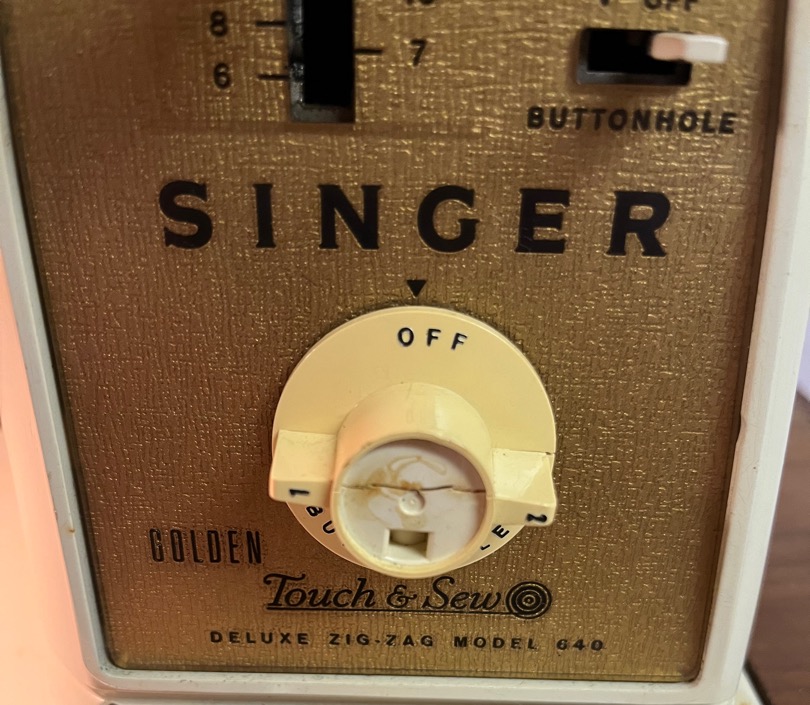 8
7
6
OFF
BUTTONHOLE
SINGER
OFF
1
2
GOLDEN
Touch & Sew
DELUXE ZIG-ZAG MODEL 640